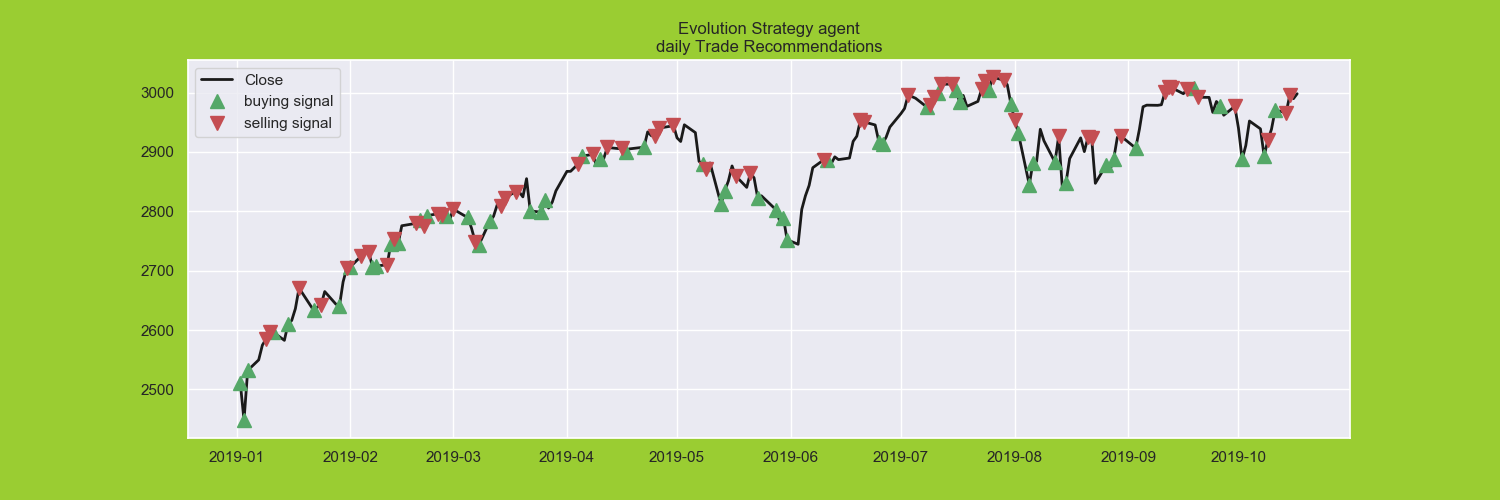 Evolution Strategy agent
daily Trade Recommendations
Close
buying signal
selling signal
3000
2900
2800
2700
2600
2500
2019-01 2019-02 2019-03 2019-04 2019-05 2019-06 2019-07 2019-08 2019-09 2019-10